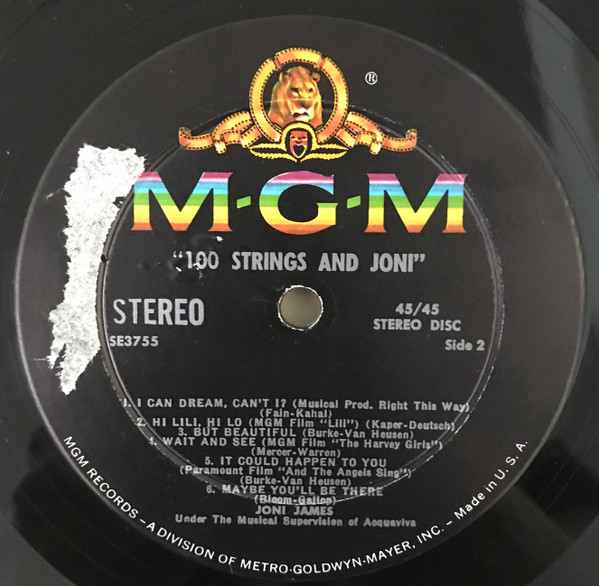 ®
M-G-M
"100 STRINGS AND JONI"
STEREO
SE3755
45/45
STEREO DISC
Side 2
1. I CAN DREAM, CAN'T I? (Musical Prod. Right This Way)
(Fain-Kahal)
2. HI LILI, HI LO (MGM Film "Lili") (Kaper-Deutsch)
3. BUT BEAUTIFUL (Burke-Van Heusen)
4. WAIT AND SEE (MGM Film "The Harvey Girls")
(Mercer-Warren)
5. IT COULD HAPPEN TO YOU
(Paramount Film "And The Angels Sing")
(Burke-Van Heusen)
6. MAYBE YOU'LL BE THERE
(Bloom-Gallop)
JONI JAMES
Under The Musical Supervision of Acquaviva
MGM RECORDS – A DIVISION OF METRO-GOLDWYN-MAYER, INC. – Made in U. S. A.